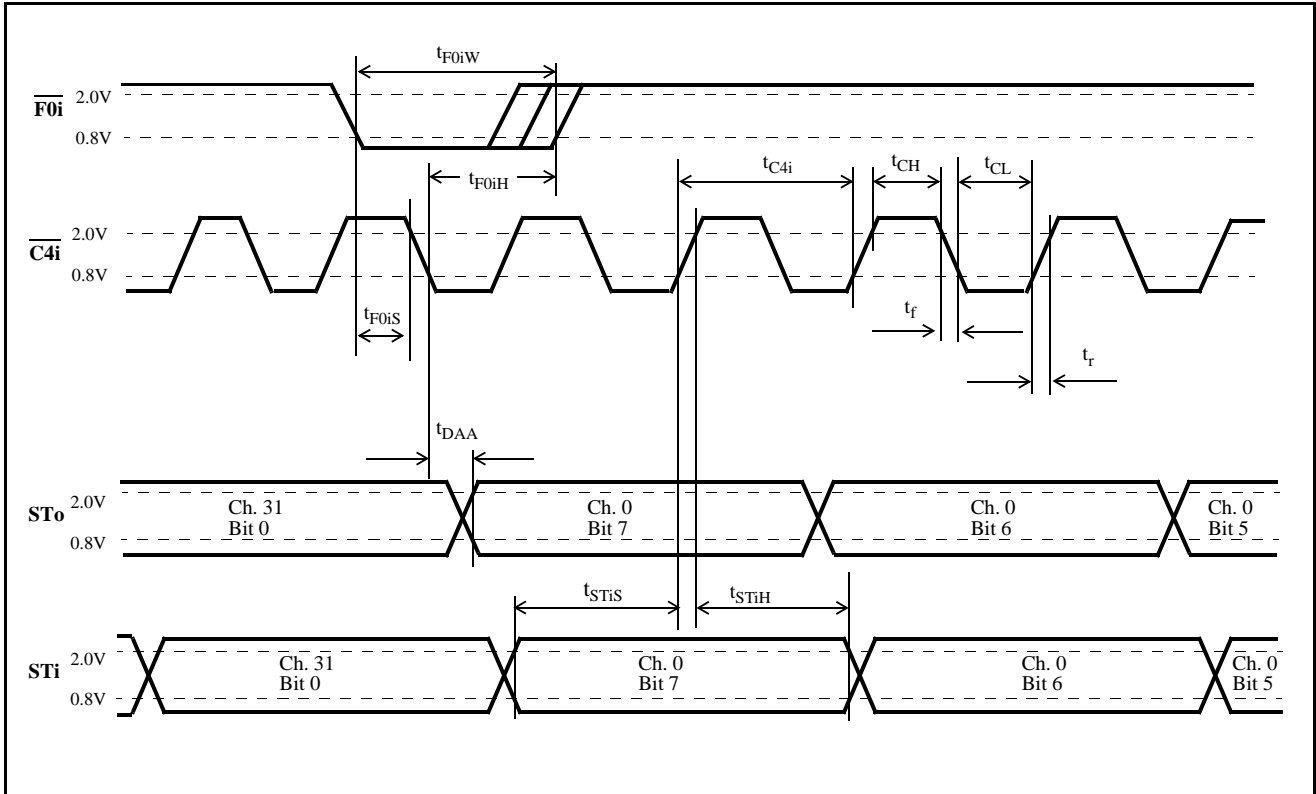 tF0iW
F0i
2.0V
0.8V
tF0iH
tC4i
tCH
tCL
C4i
2.0V
0.8V
tF0iS
tf
tr
tDAA
STo
2.0V
0.8V
Ch. 31
Bit 0
Ch. 0
Bit 7
Ch. 0
Bit 6
Ch. 0
Bit 5
tSTiS
tSTiH
STi
2.0V
0.8V
Ch. 31
Bit 0
Ch. 0
Bit 7
Ch. 0
Bit 6
Ch. 0
Bit 5